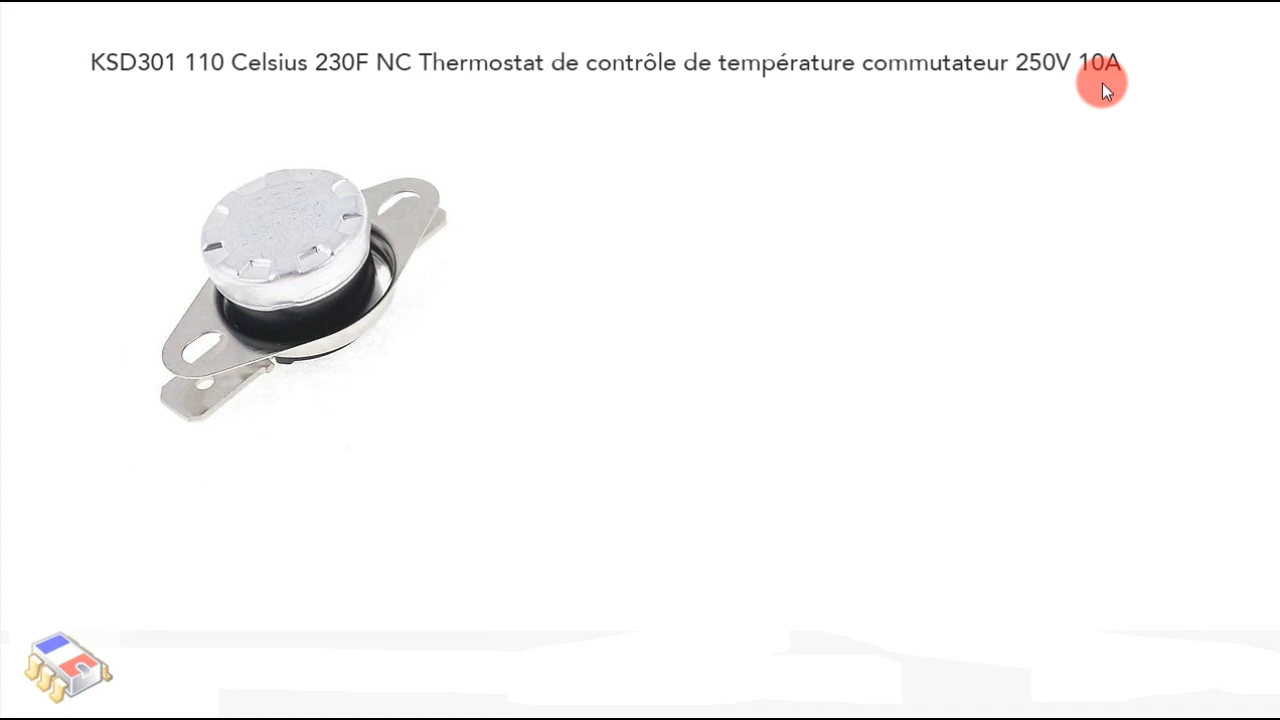 KSD301 110 Celsius 230F NC Thermostat de contrôle de température commutateur 250V 10A